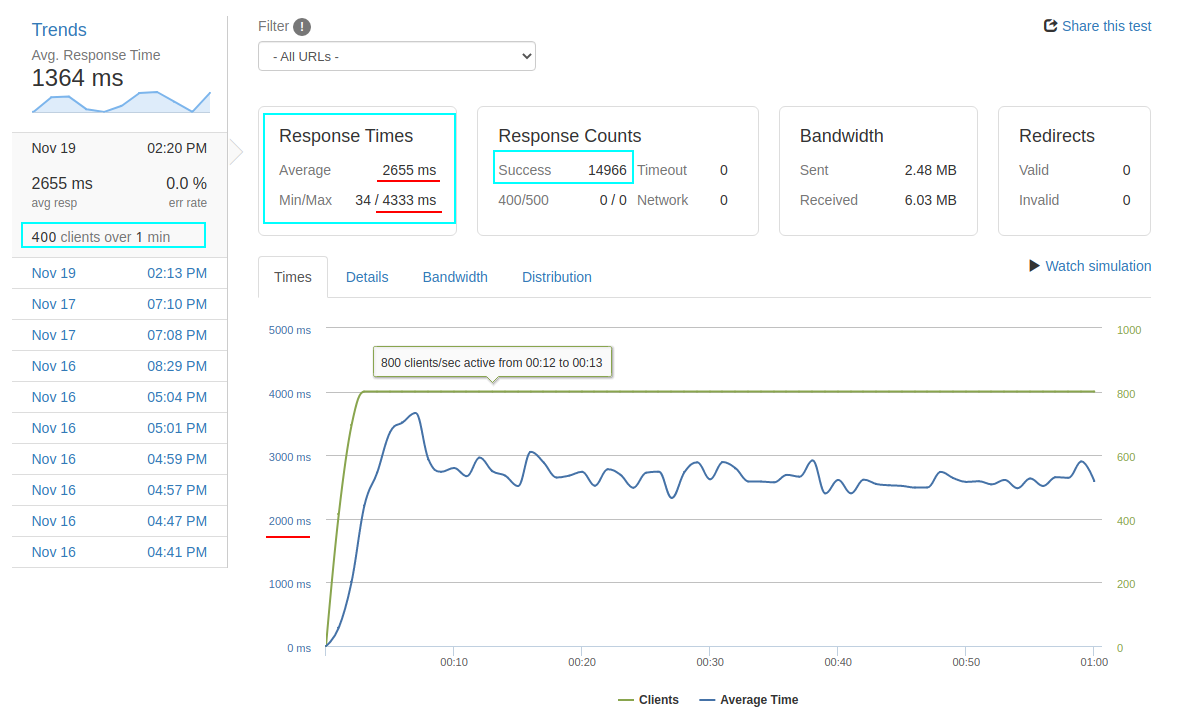 Trends
Avg. Response Time
1364 ms
Nov 19 02:20 PM
2655 ms 0.0 %
avg resp err rate
400 clients over 1 min
Nov 19 02:13 PM
Nov 17 07:10 PM
Nov 17 07:08 PM
Nov 16 08:29 PM
Nov 16 05:04 PM
Nov 16 05:01 PM
Nov 16 04:59 PM
Nov 16 04:57 PM
Nov 16 04:47 PM
Nov 16 04:41 PM
Filter !
- All URLs -
Share this test
Response Times
Average 2655 ms
Min/Max 34 / 4333 ms
Response Counts
Success 14966 Timeout 0
400/500 0 / 0 Network 0
Bandwidth
Sent 2.48 MB
Received 6.03 MB
Redirects
Valid 0
Invalid 0
Times Details Bandwidth Distribution
Watch simulation
5000 ms 1000
800 clients/sec active from 00:12 to 00:13
4000 ms 800
3000 ms 600
2000 ms 400
1000 ms 200
0 ms 0
00:10 00:20 00:30 00:40 00:50 01:00
Clients Average Time